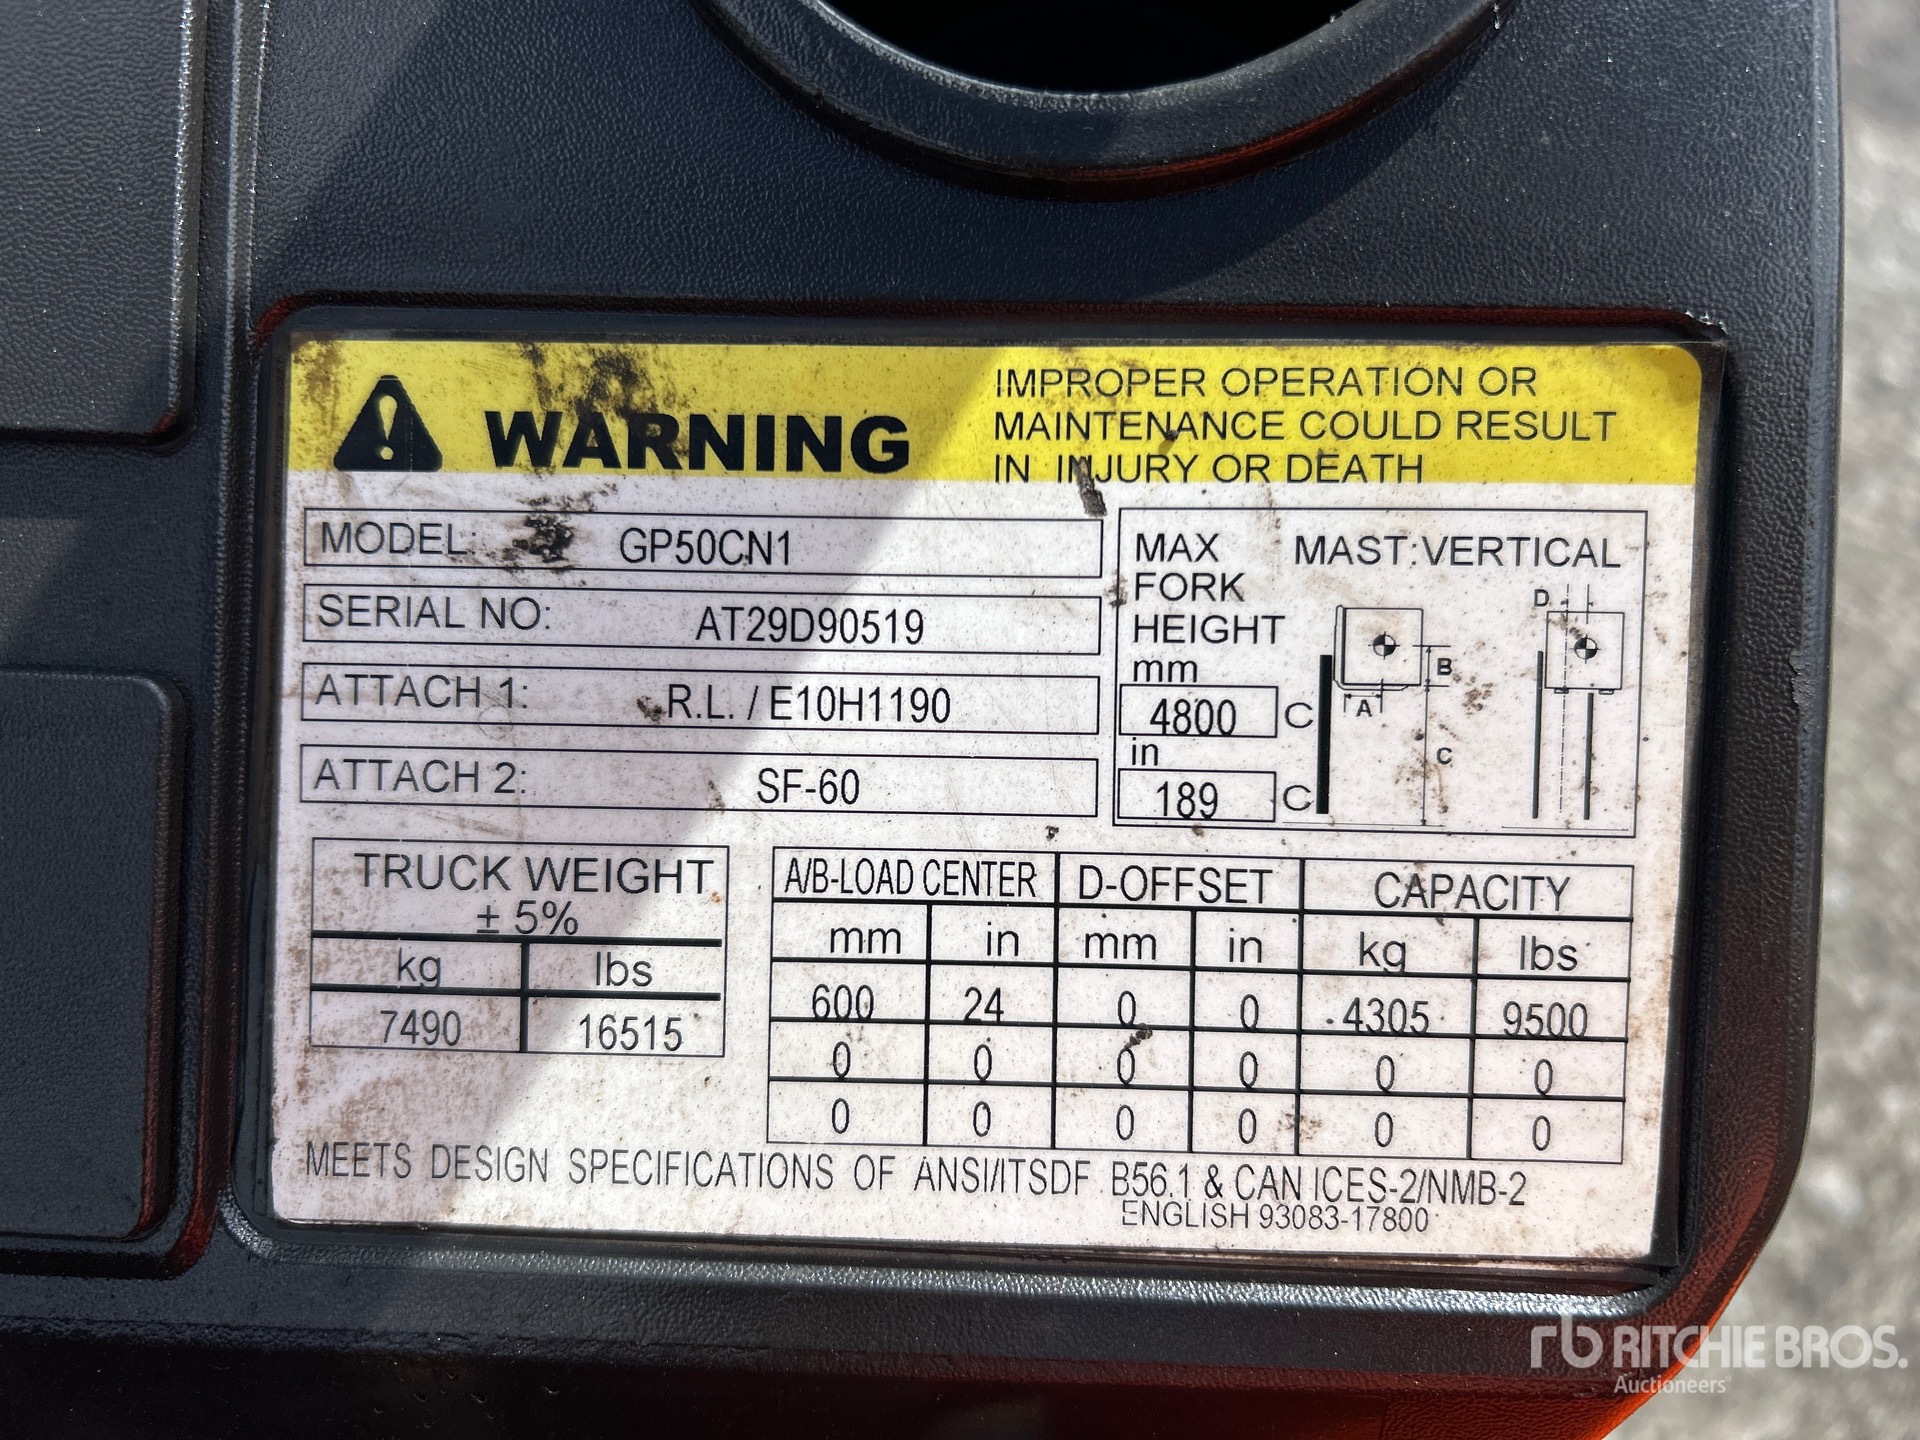 WARNING
IMPROPER OPERATION OR
MAINTENANCE COULD RESULT
IN INJURY OR DEATH
MODEL: GP50CN1
SERIAL NO: AT29D90519
ATTACH 1: R.L. / E10H1190
ATTACH 2: SF-60
MAX FORK HEIGHT
MAST:VERTICAL
mm
4800 C
in
189 C
A B C D
TRUCK WEIGHT
± 5%
kg lbs
7490 16515
A/B-LOAD CENTER D-OFFSET CAPACITY
mm in mm in kg lbs
600 24 0 0 4305 9500
0 0 0 0 0 0
0 0 0 0 0 0
MEETS DESIGN SPECIFICATIONS OF ANSI/ITSDF B56.1 & CAN ICES-2/NMB-2
ENGLISH 93083-17800
rb RITCHIE BROS.
Auctioneers